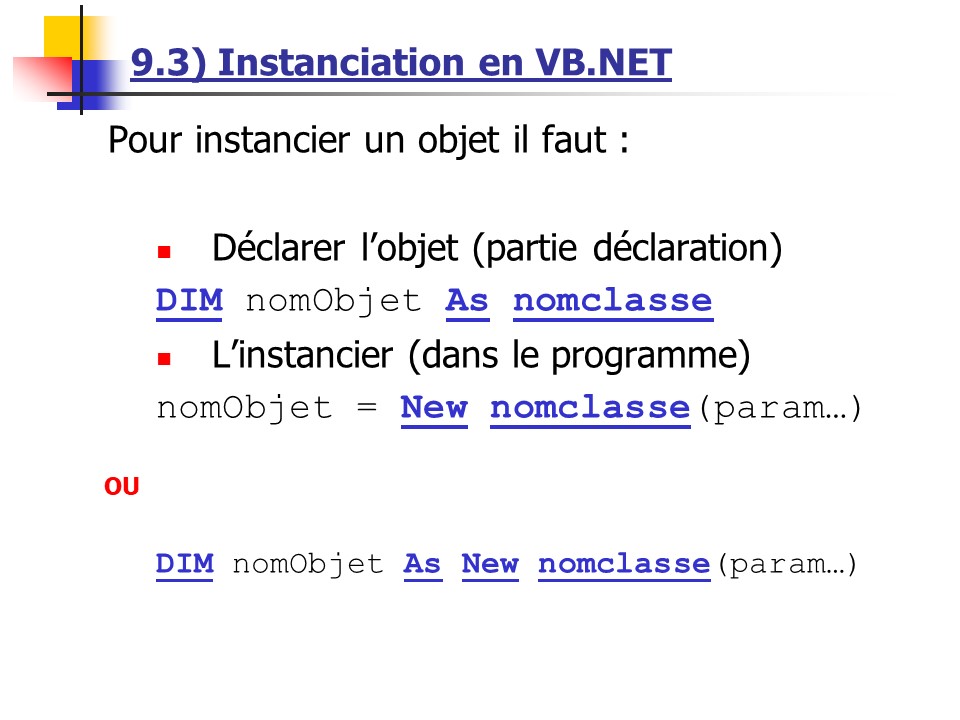 9.3) Instanciation en VB.NET
Pour instancier un objet il faut :
Déclarer l’objet (partie déclaration)
DIM nomObjet As nomclasse
L’instancier (dans le programme)
nomObjet = New nomclasse(param…)
OU
DIM nomObjet As New nomclasse(param…)